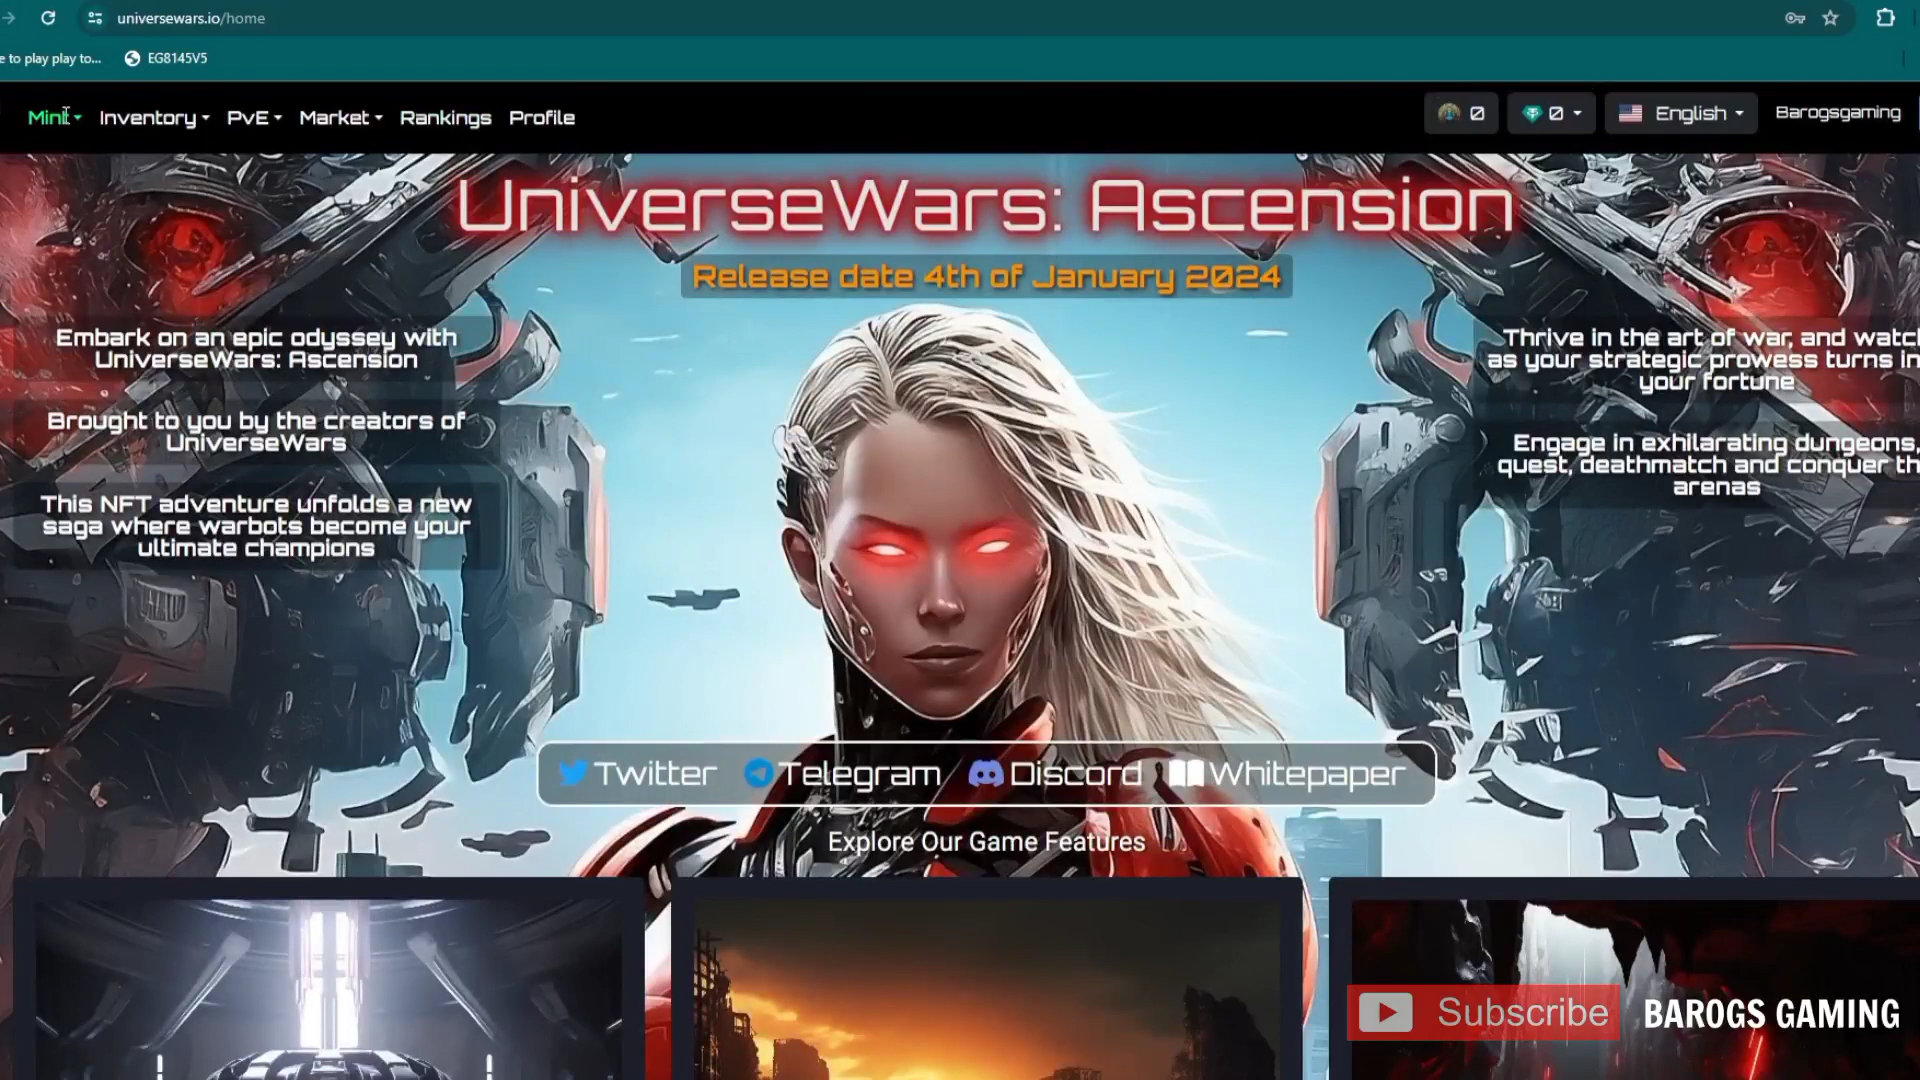 universewars.io/home
e to play play to...
EG8145V5
Mint
Inventory
PvE
Market
Rankings
Profile
0
0
English
Barogsgaming
UniverseWars: Ascension
Release date 4th of January 2024
Embark on an epic odyssey with
UniverseWars: Ascension
Brought to you by the creators of
UniverseWars
This NFT adventure unfolds a new
saga where warbots become your
ultimate champions
Thrive in the art of war, and watch
as your strategic prowess turns in
your fortune
Engage in exhilarating dungeons,
quest, deathmatch and conquer th
arenas
Twitter
Telegram
Discord
Whitepaper
Explore Our Game Features
Subscribe
BAROGS GAMING